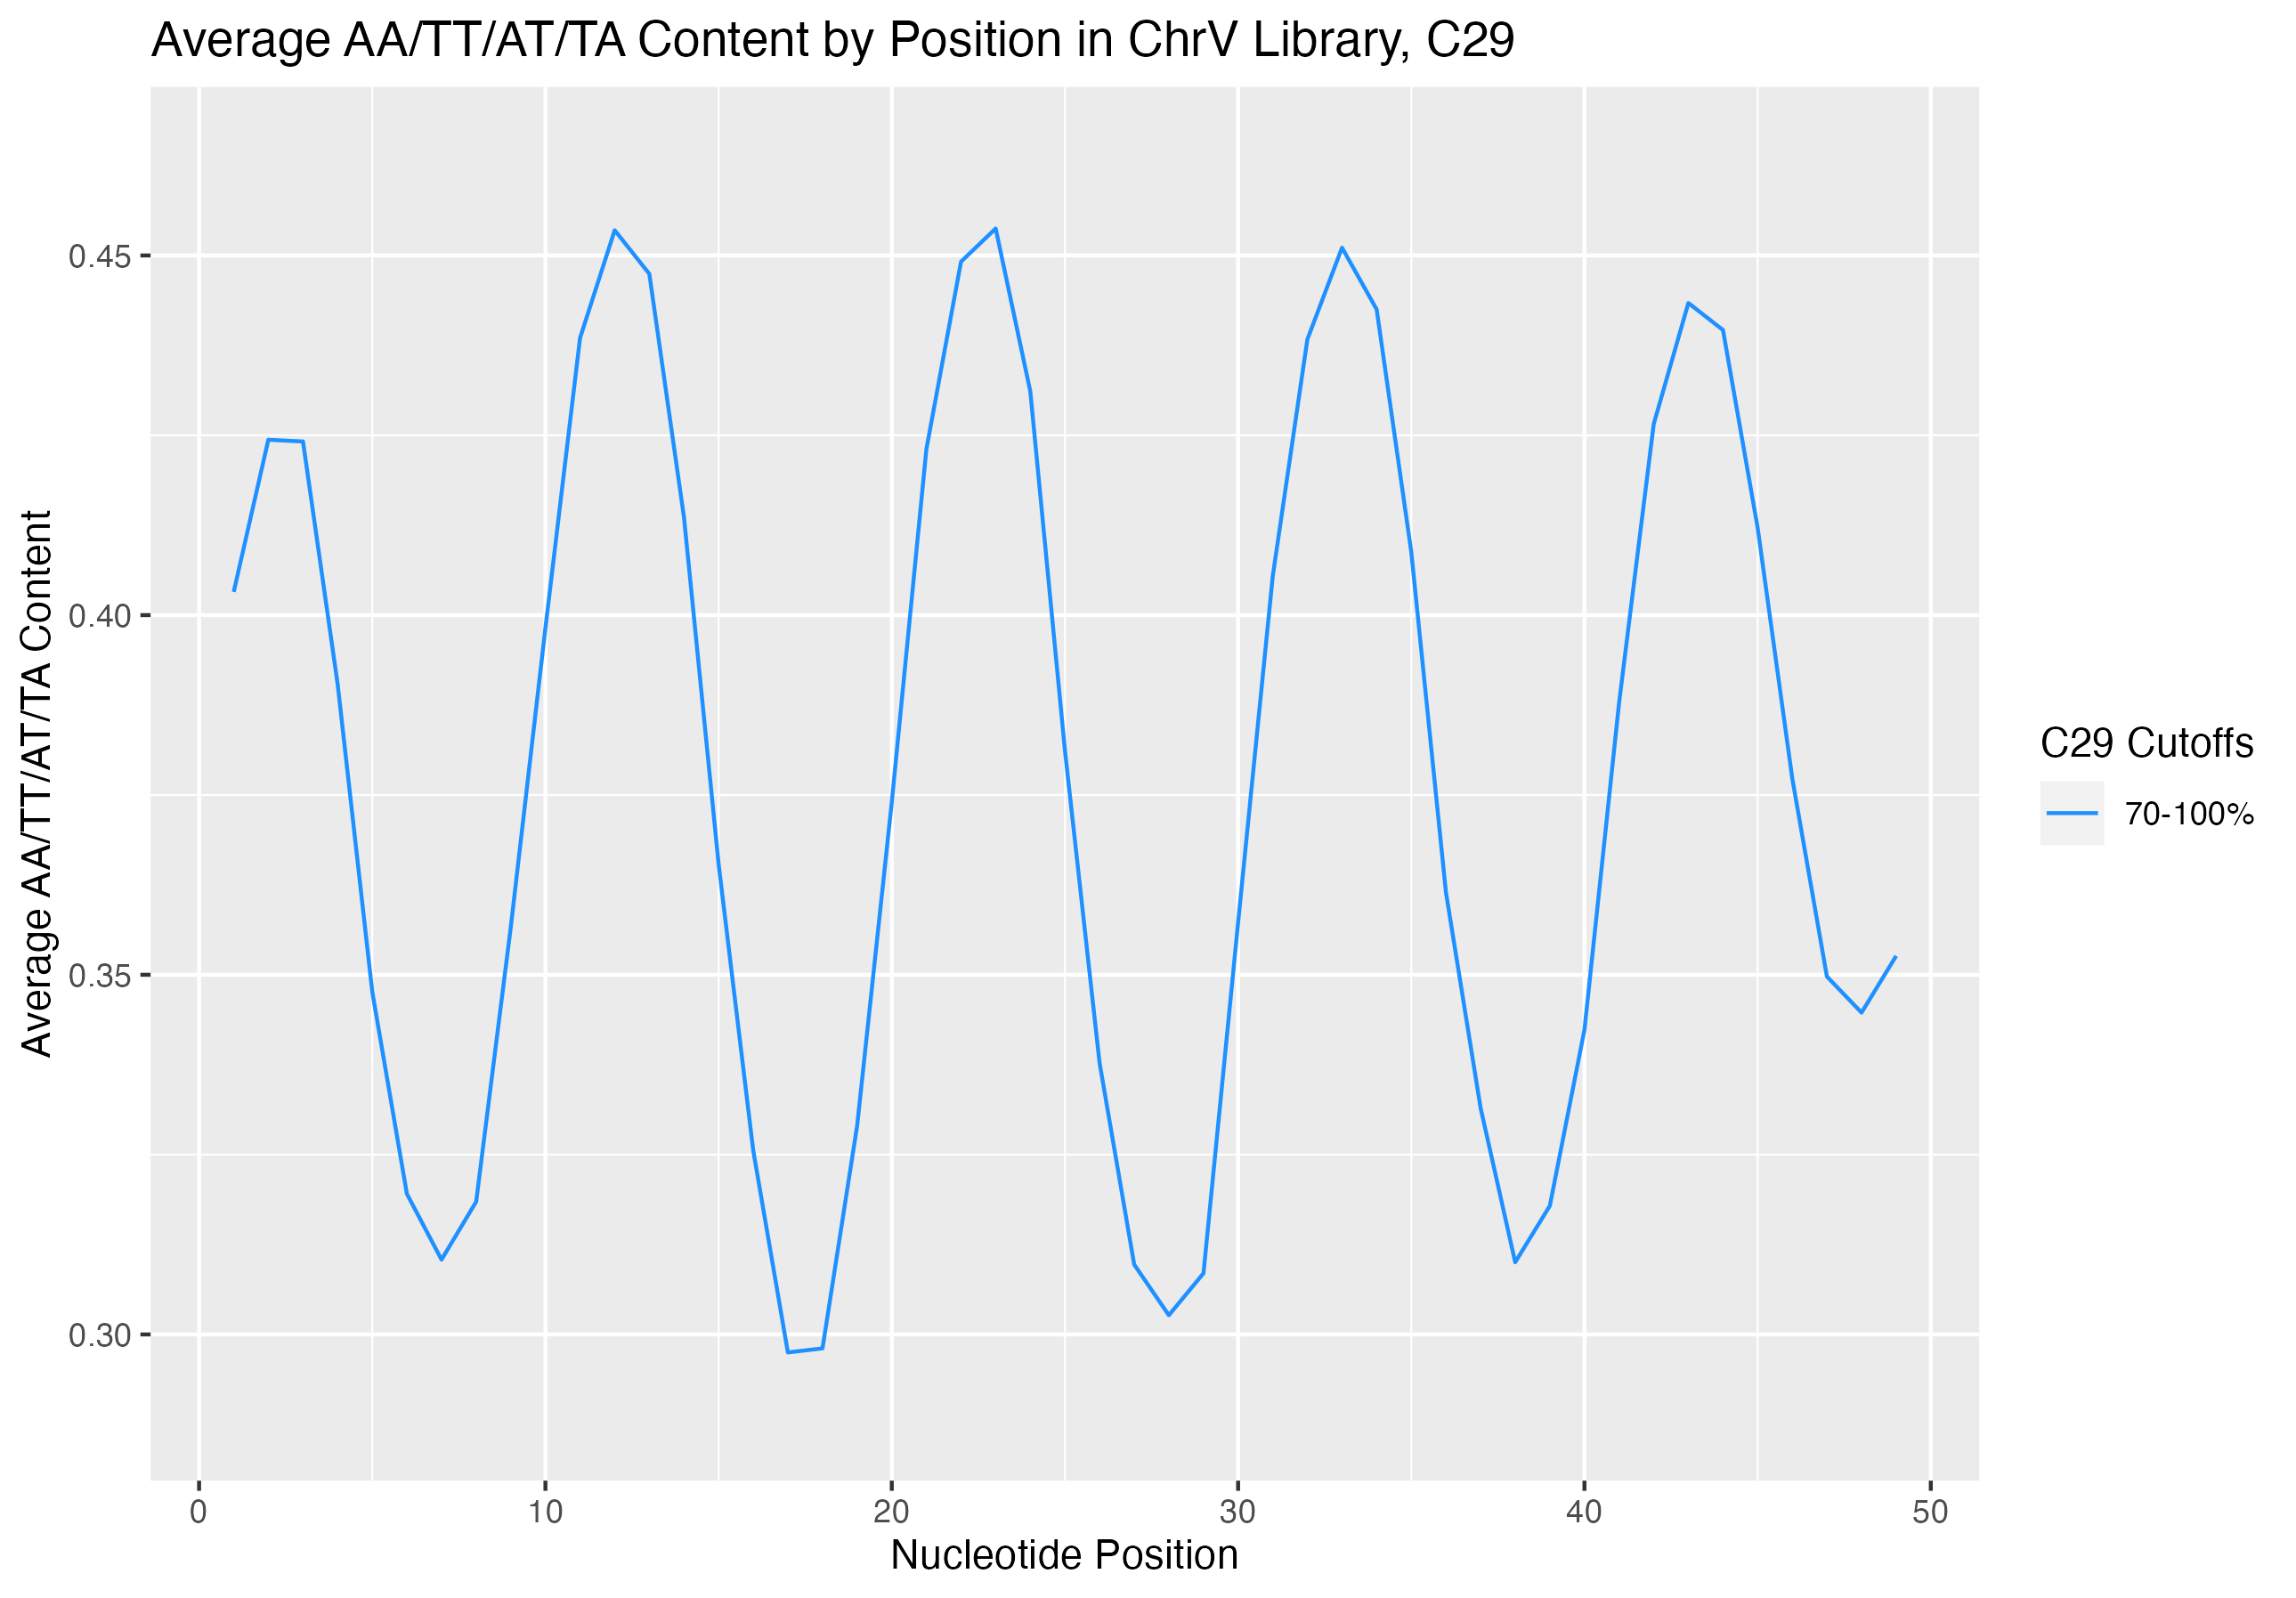 Average AA/TT/AT/TA Content by Position in ChrV Library, C29
Average AA/TT/AT/TA Content
0.45
0.40
0.35
0.30
0 10 20 30 40 50
Nucleotide Position
C29 Cutoffs
70-100%